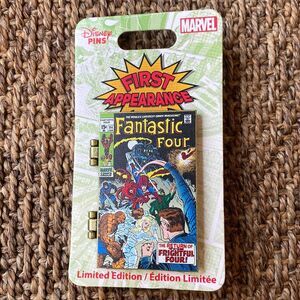 Disney
PINS
MARVEL
FIRST
APPEARANCE
Fantastic
Four
THE RETURN OF
THE
FRIGHTFUL
FOUR!
Limited Edition / Édition Limitée